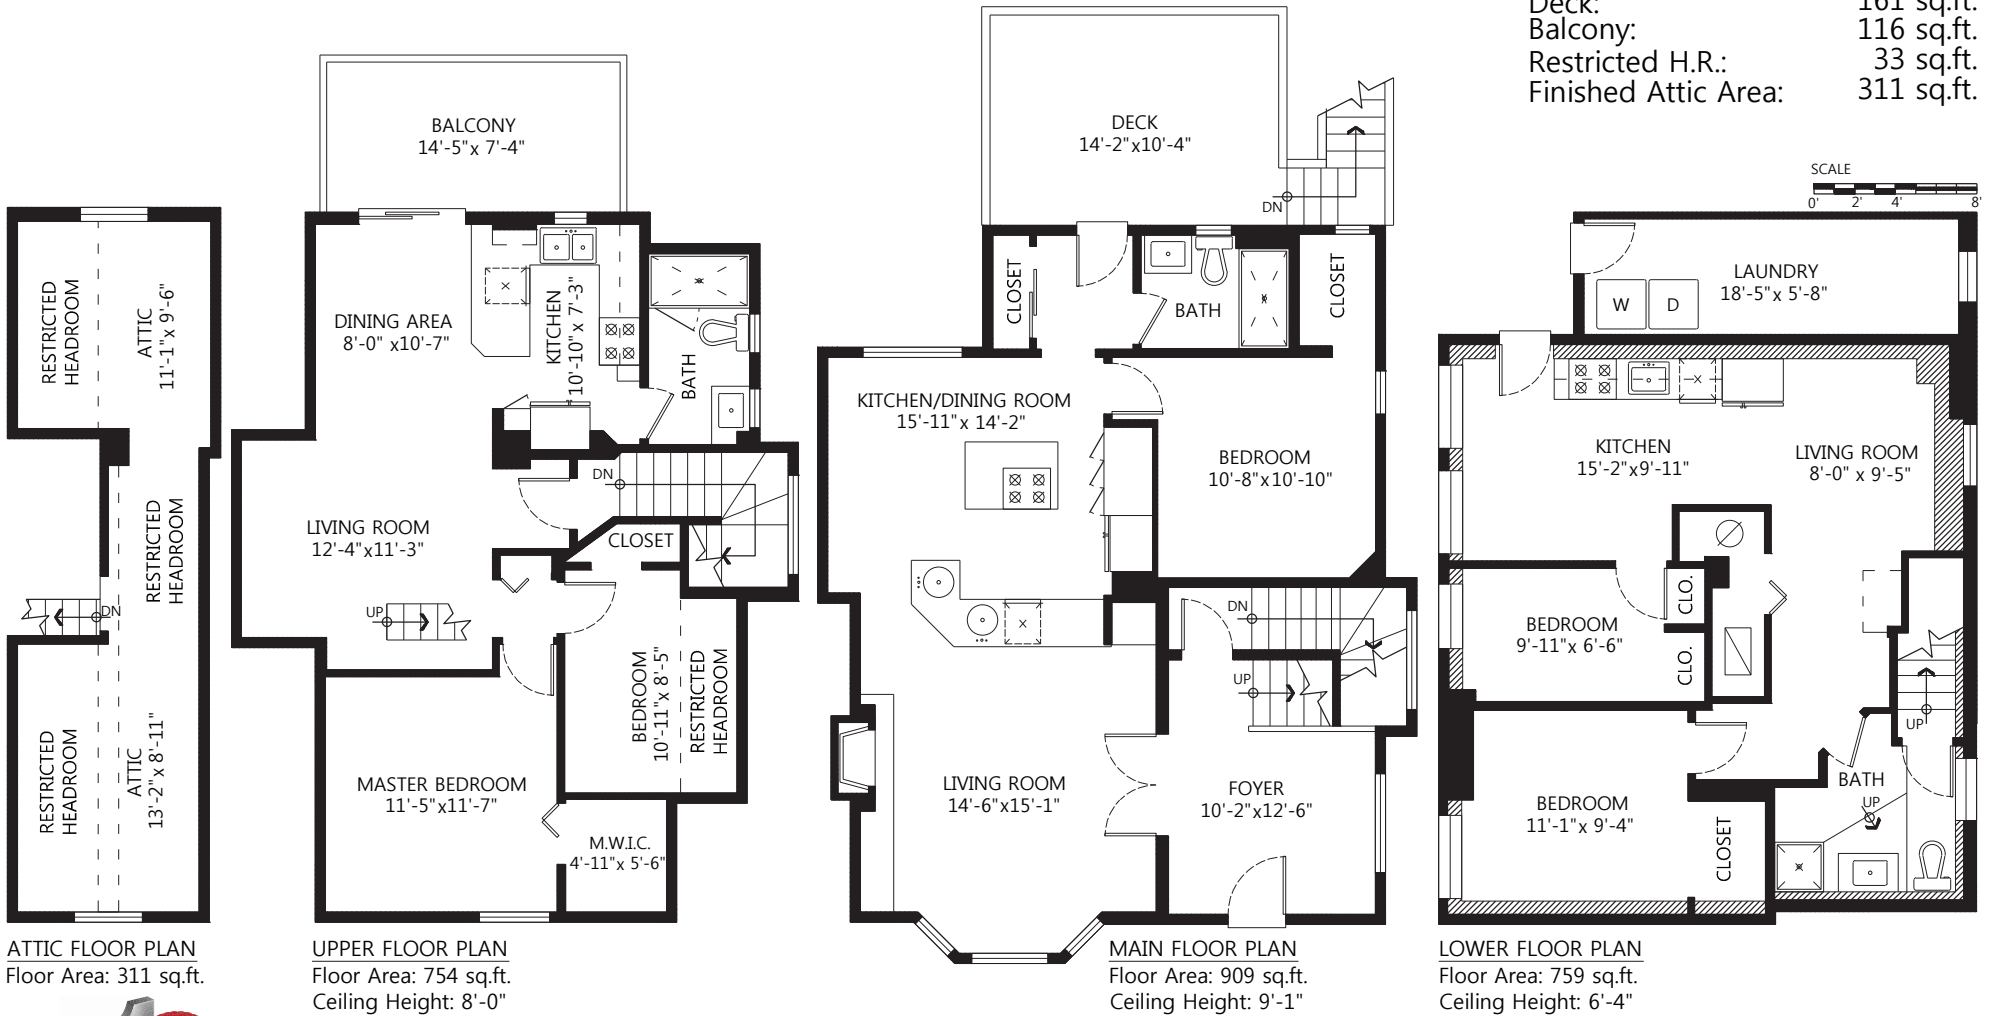 Deck: 161 sq.ft.
Balcony: 116 sq.ft.
Restricted H.R.: 33 sq.ft.
Finished Attic Area: 311 sq.ft.
SCALE
0' 2' 4' 8'
RESTRICTED
HEADROOM
ATTIC
11'-1"x 9'-6"
RESTRICTED
HEADROOM
DN
RESTRICTED
HEADROOM
ATTIC
13'-2"x 8'-11"
ATTIC FLOOR PLAN
Floor Area: 311 sq.ft.
BALCONY
14'-5"x 7'-4"
DINING AREA
8'-0" x10'-7"
KITCHEN
10'-10"x 7'-3"
BATH
DN
LIVING ROOM
12'-4"x11'-3"
CLOSET
UP
BEDROOM
10'-11"x 8'-5"
RESTRICTED
HEADROOM
MASTER BEDROOM
11'-5"x11'-7"
M.W.I.C.
4'-11"x 5'-6"
UPPER FLOOR PLAN
Floor Area: 754 sq.ft.
Ceiling Height: 8'-0"
DECK
14'-2"x10'-4"
DN
CLOSET
BATH
CLOSET
KITCHEN/DINING ROOM
15'-11"x 14'-2"
BEDROOM
10'-8"x10'-10"
DN
UP
LIVING ROOM
14'-6"x15'-1"
FOYER
10'-2"x12'-6"
MAIN FLOOR PLAN
Floor Area: 909 sq.ft.
Ceiling Height: 9'-1"
LAUNDRY
18'-5"x 5'-8"
W D
KITCHEN
15'-2"x9'-11"
LIVING ROOM
8'-0" x 9'-5"
BEDROOM
9'-11"x 6'-6"
CLO.
CLO.
UP
BATH
UP
BEDROOM
11'-1"x 9'-4"
CLOSET
LOWER FLOOR PLAN
Floor Area: 759 sq.ft.
Ceiling Height: 6'-4"